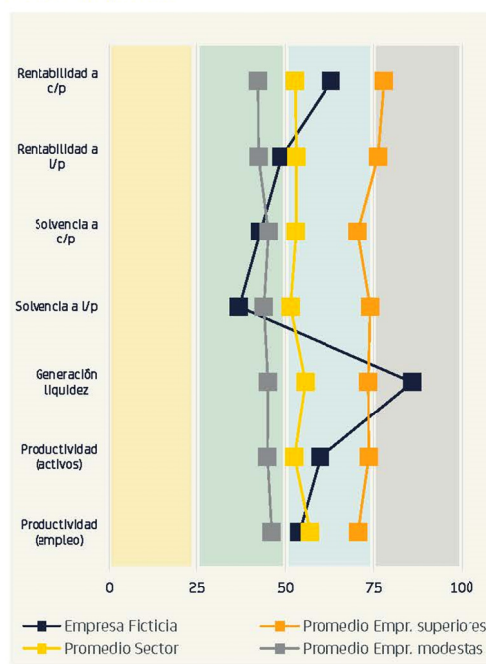 Rentabilidad a
c/p
Rentabilidad a
l/p
Solvencia a
c/p
Solvencia a l/p
Generación
liquidez
Productividad
(activos)
Productividad
(empleo)
0 25 50 75 100
Empresa Ficticia Promedio Empr. superiores
Promedio Sector Promedio Empr. modestas